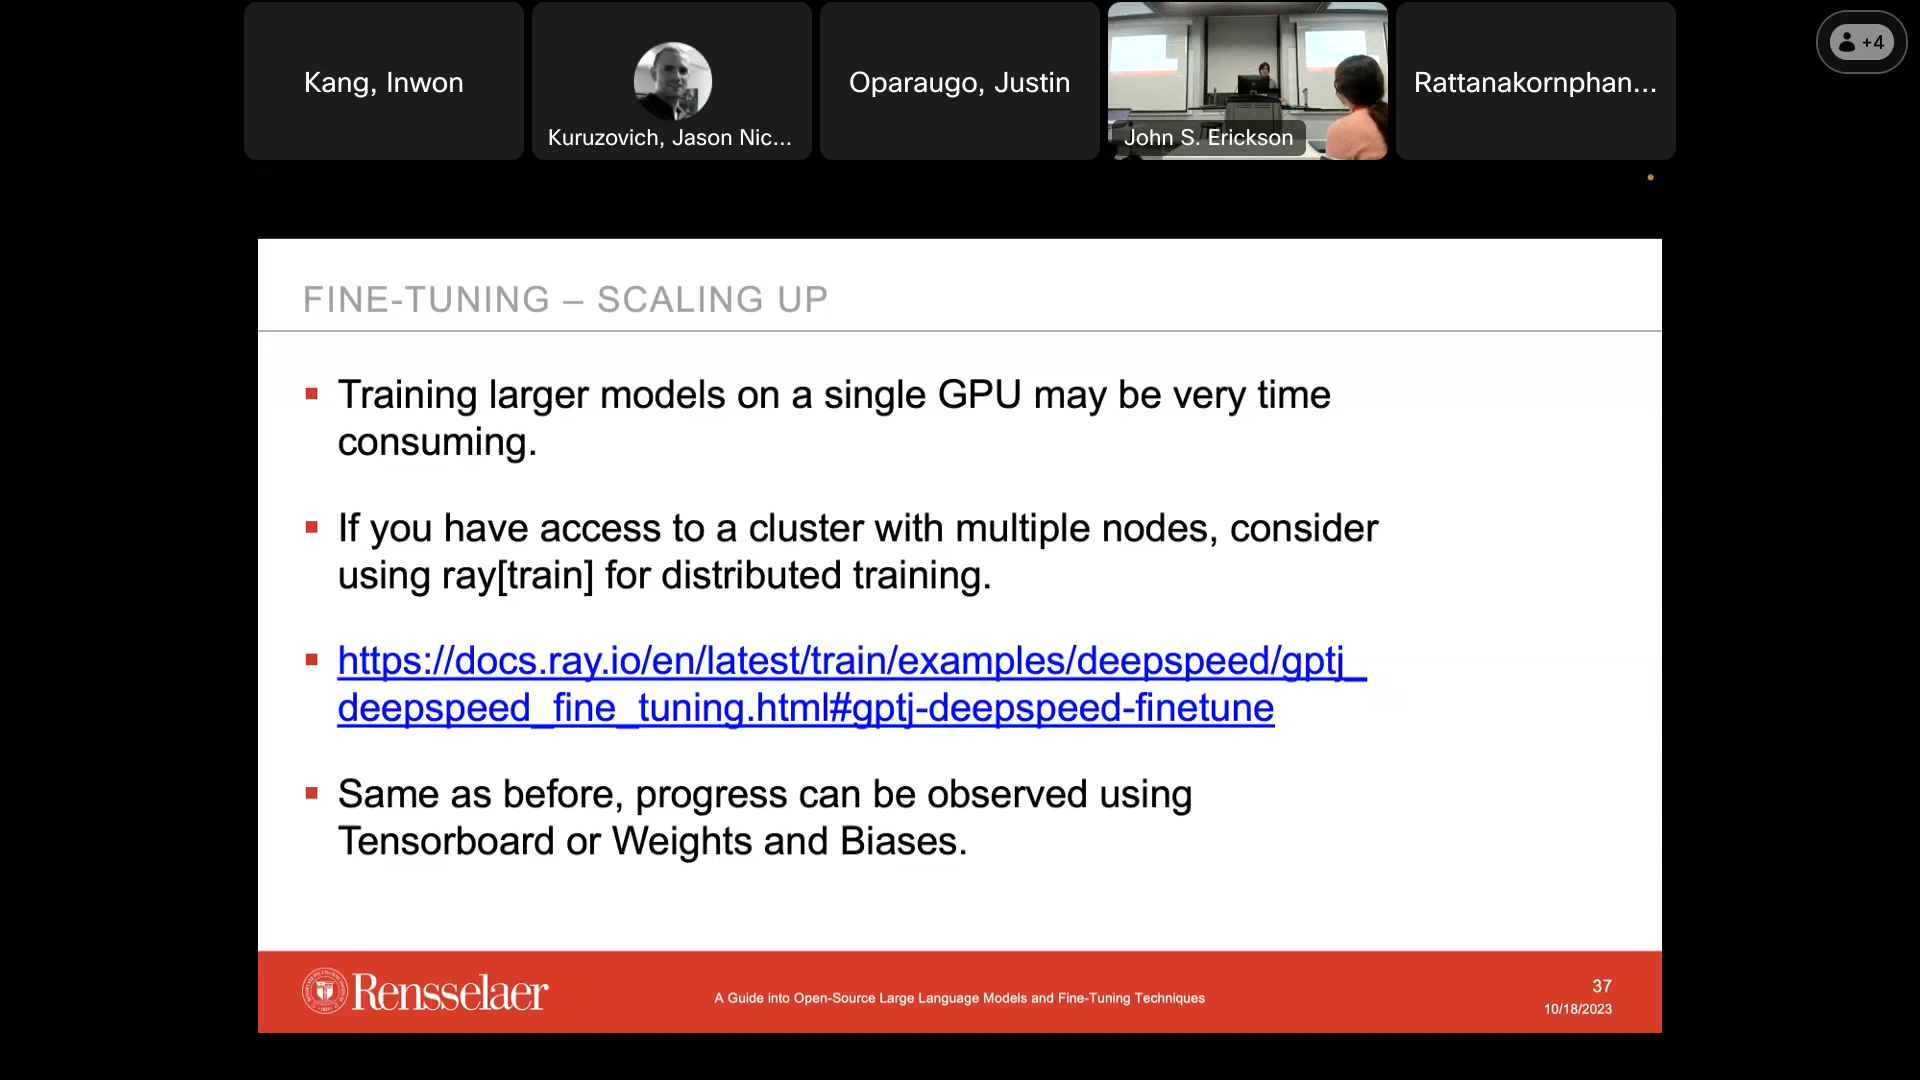 Kang, Inwon
Kuruzovich, Jason Nic...
Oparaugo, Justin
John S. Erickson
Rattanakornphan...
+4
FINE-TUNING – SCALING UP
Training larger models on a single GPU may be very time
consuming.
If you have access to a cluster with multiple nodes, consider
using ray[train] for distributed training.
https://docs.ray.io/en/latest/train/examples/deepspeed/gptj_
deepspeed_fine_tuning.html#gptj-deepspeed-finetune
Same as before, progress can be observed using
Tensorboard or Weights and Biases.
Rensselaer
A Guide into Open-Source Large Language Models and Fine-Tuning Techniques
37
10/18/2023